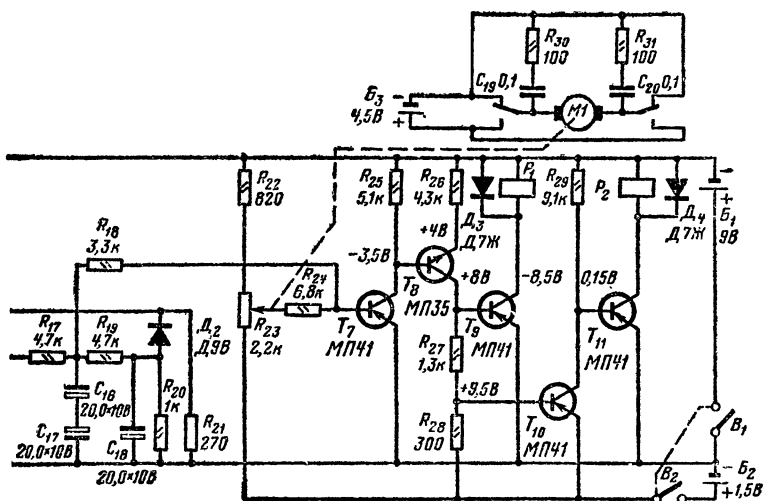 R30
100
R31
100
C19 0,1
C20 0,1
Б3
4,5В
-
+
М1
R22
820
R25
5,1к
R26
4,3к
Д3
Д7Ж
Р1
R29
9,1к
Р2
Д4
Д7Ж
-
+
Б1
9В
R18
3,3к
-3,5В
+4В
+8В
-8,5В
0,15В
R24
6,8к
Т8
МП35
R23
2,2к
Т7
МП41
Т9
МП41
Т11
МП41
R17
4,7к
R19
4,7к
Д2
Д9В
R27
1,3к
+9,5В
C16
20,0×10В
R20
1к
C17
20,0×10В
C18
20,0×10В
R21
270
R28
300
Т10
МП41
В1
В2
- Б2
+ 1,5В